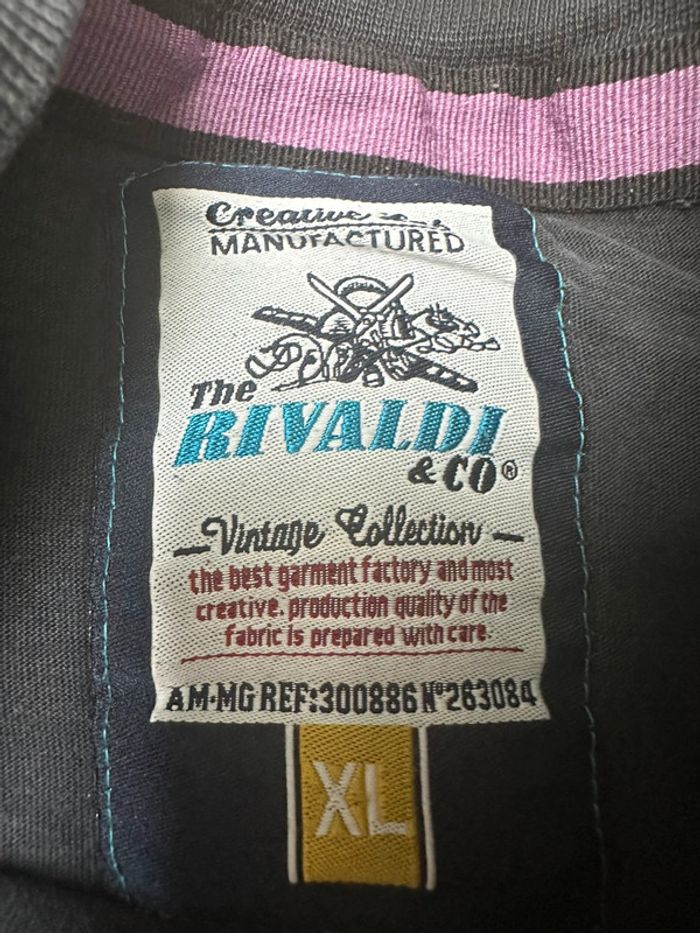 Creative
MANUFACTURED
The
RIVALDI
& CO®
Vintage Collection
the best garment factory and most
creative. production quality of the
fabric is prepared with care.
AM·MG REF:300886 Nº263084
XL